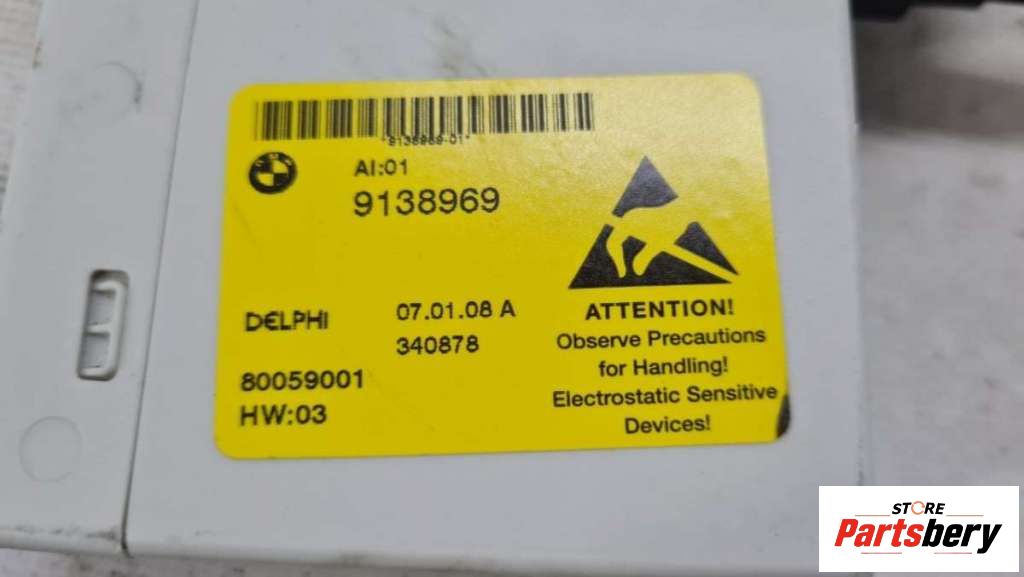 *9138969-01*
BMW
AI:01
9138969
DELPHI
07.01.08 A
340878
80059001
HW:03
ATTENTION!
Observe Precautions
for Handling!
Electrostatic Sensitive
Devices!
STORE
Partsbery